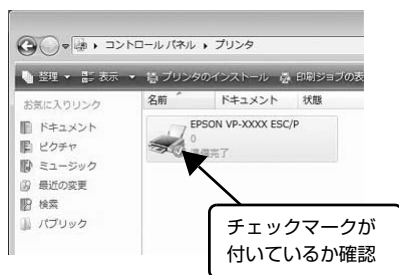 コントロールパネル ▸ プリンタ
整理 表示 プリンタのインストール 印刷ジョブの表
お気に入りリンク
ドキュメント
ピクチャ
ミュージック
最近の変更
検索
パブリック
名前 ドキュメント 状態
EPSON VP-XXXX ESC/P
0
準備完了
チェックマークが
付いているか確認